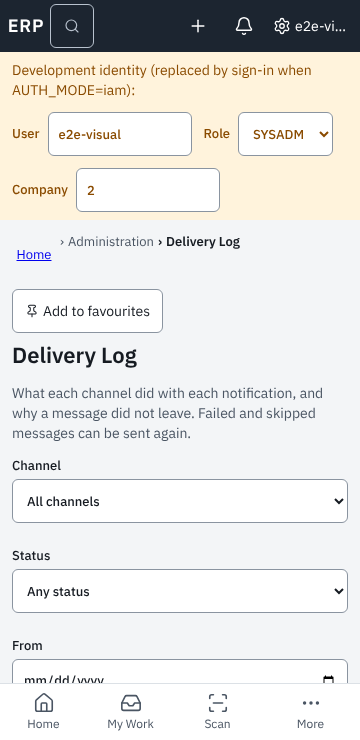 ERP
e2e-vi...
Development identity (replaced by sign-in when
AUTH_MODE=iam):
User
e2e-visual
Role
SYSADM
Company
2
Home › Administration › Delivery Log
Add to favourites
Delivery Log
What each channel did with each notification, and
why a message did not leave. Failed and skipped
messages can be sent again.
Channel
All channels
Status
Any status
From
mm/dd/yyyy
Home
My Work
Scan
More